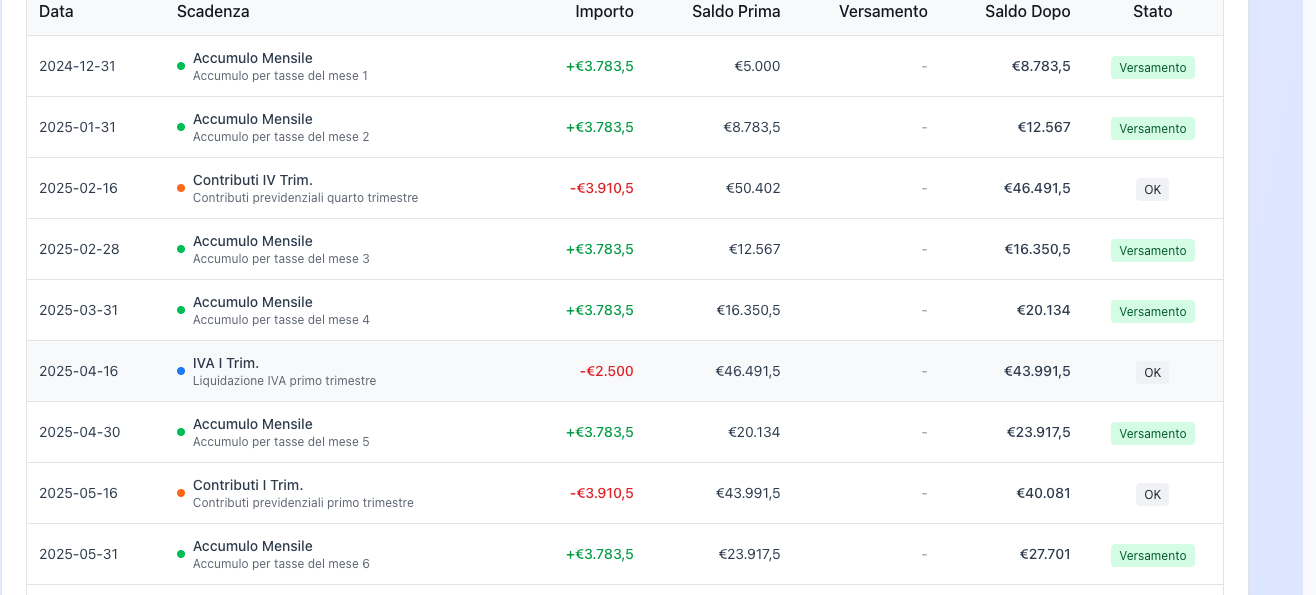 Data Scadenza Importo Saldo Prima Versamento Saldo Dopo Stato
2024-12-31 Accumulo Mensile +€3.783,5 €5.000 - €8.783,5 Versamento
Accumulo per tasse del mese 1
2025-01-31 Accumulo Mensile +€3.783,5 €8.783,5 - €12.567 Versamento
Accumulo per tasse del mese 2
2025-02-16 Contributi IV Trim. -€3.910,5 €50.402 - €46.491,5 OK
Contributi previdenziali quarto trimestre
2025-02-28 Accumulo Mensile +€3.783,5 €12.567 - €16.350,5 Versamento
Accumulo per tasse del mese 3
2025-03-31 Accumulo Mensile +€3.783,5 €16.350,5 - €20.134 Versamento
Accumulo per tasse del mese 4
2025-04-16 IVA I Trim. -€2.500 €46.491,5 - €43.991,5 OK
Liquidazione IVA primo trimestre
2025-04-30 Accumulo Mensile +€3.783,5 €20.134 - €23.917,5 Versamento
Accumulo per tasse del mese 5
2025-05-16 Contributi I Trim. -€3.910,5 €43.991,5 - €40.081 OK
Contributi previdenziali primo trimestre
2025-05-31 Accumulo Mensile +€3.783,5 €23.917,5 - €27.701 Versamento
Accumulo per tasse del mese 6